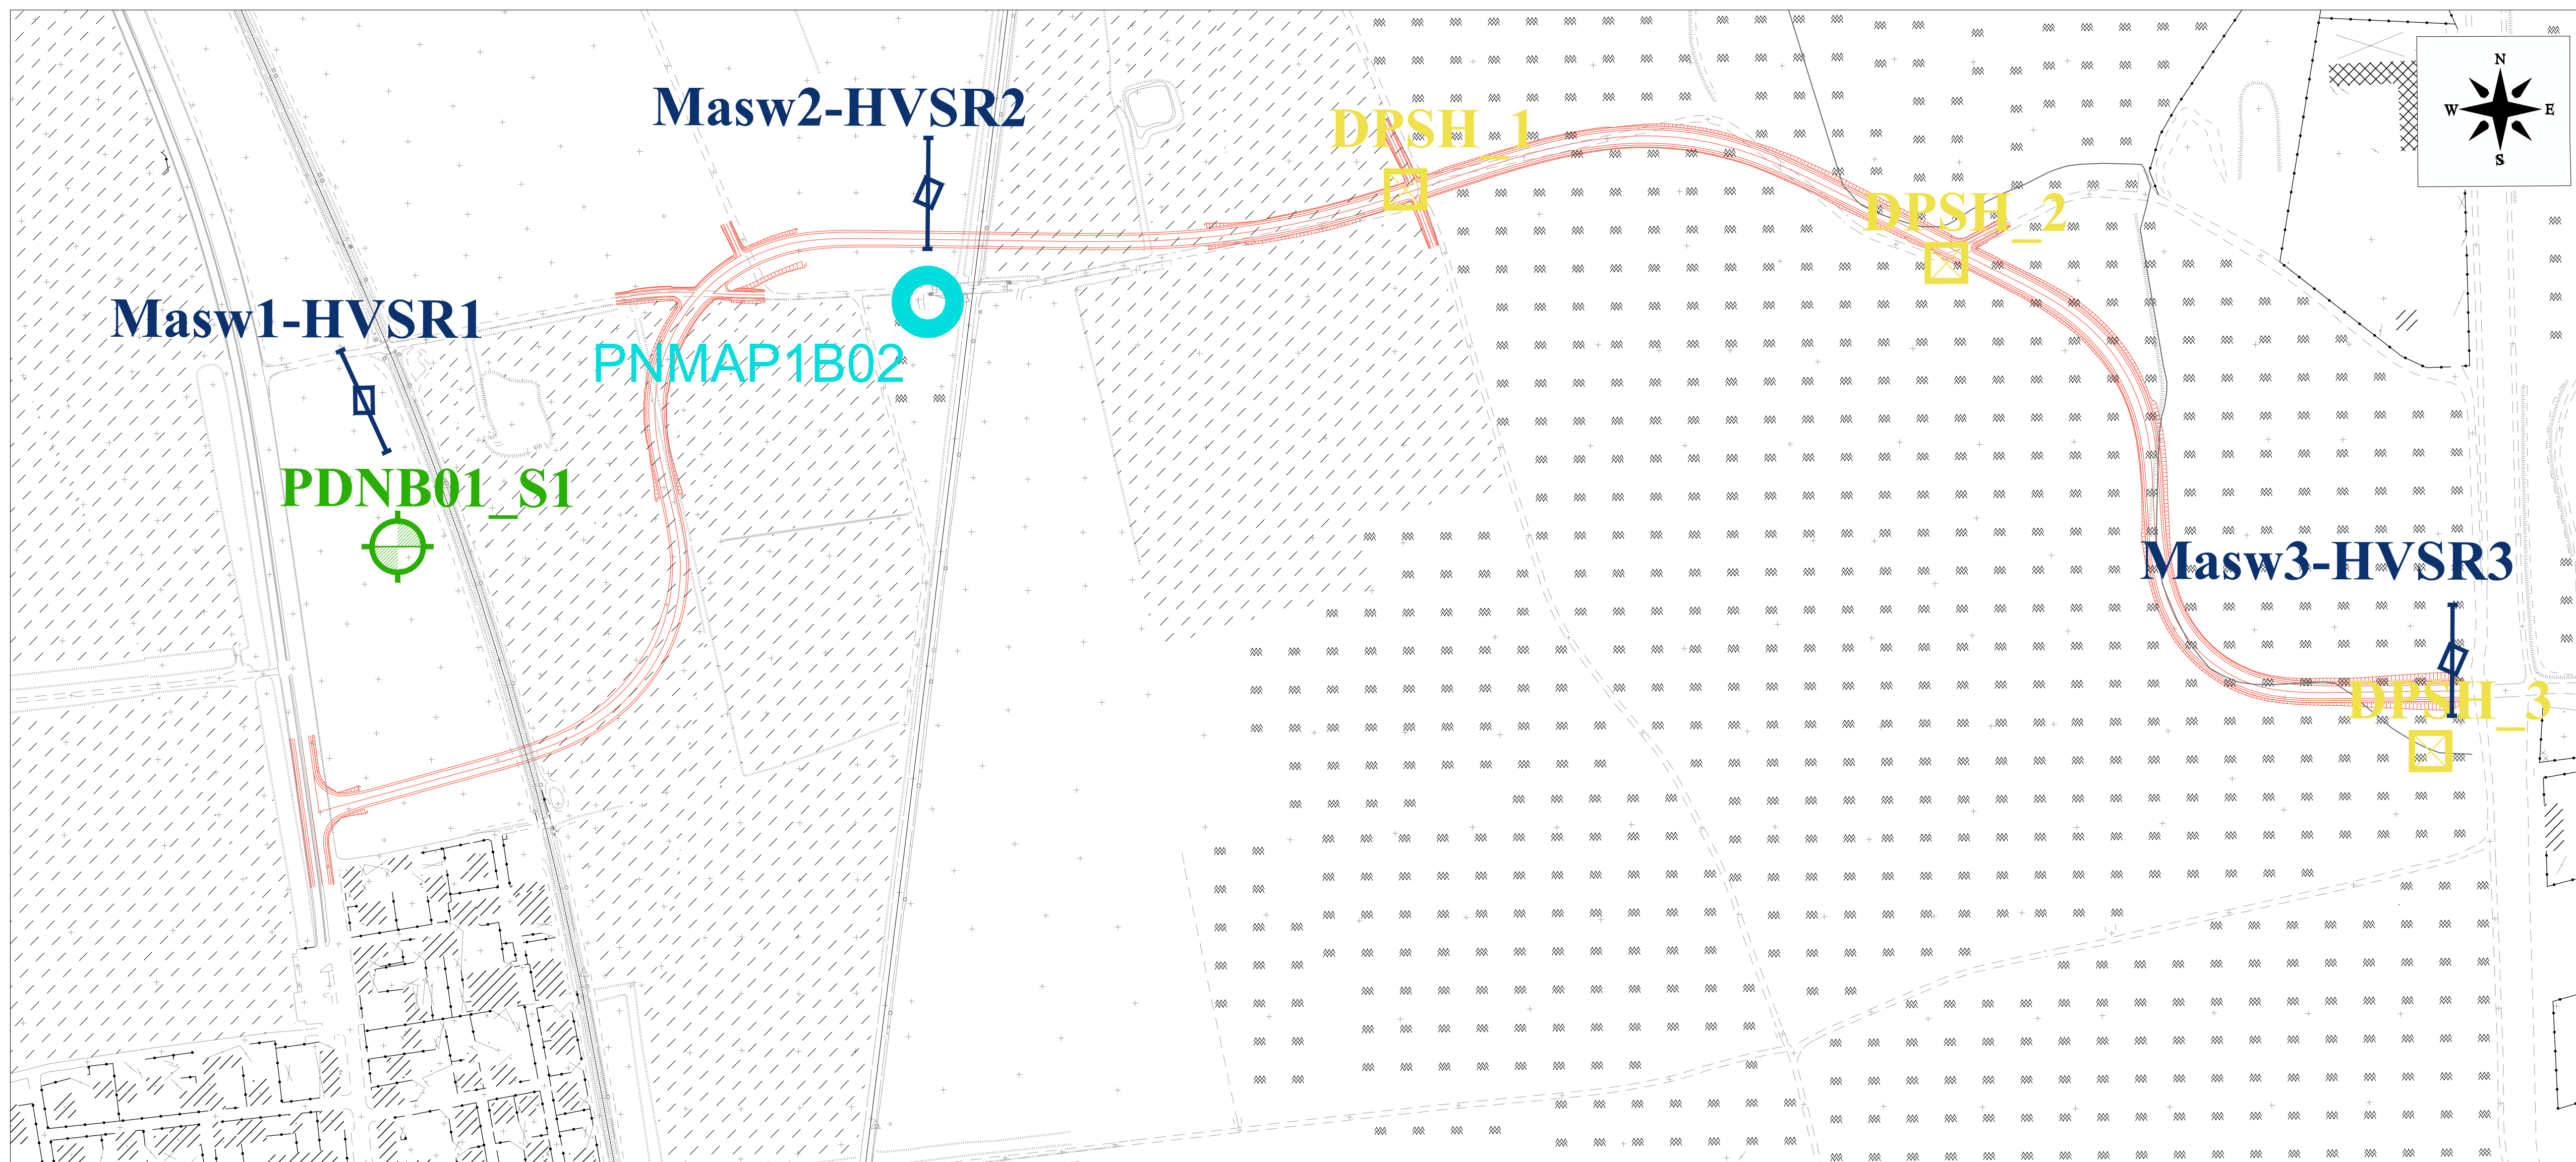 N
W E
S
Masw2-HVSR2
DPSH_1
DPSH_2
Masw1-HVSR1
PNMAP1B02
PDNB01_S1
Masw3-HVSR3
DPSH_3